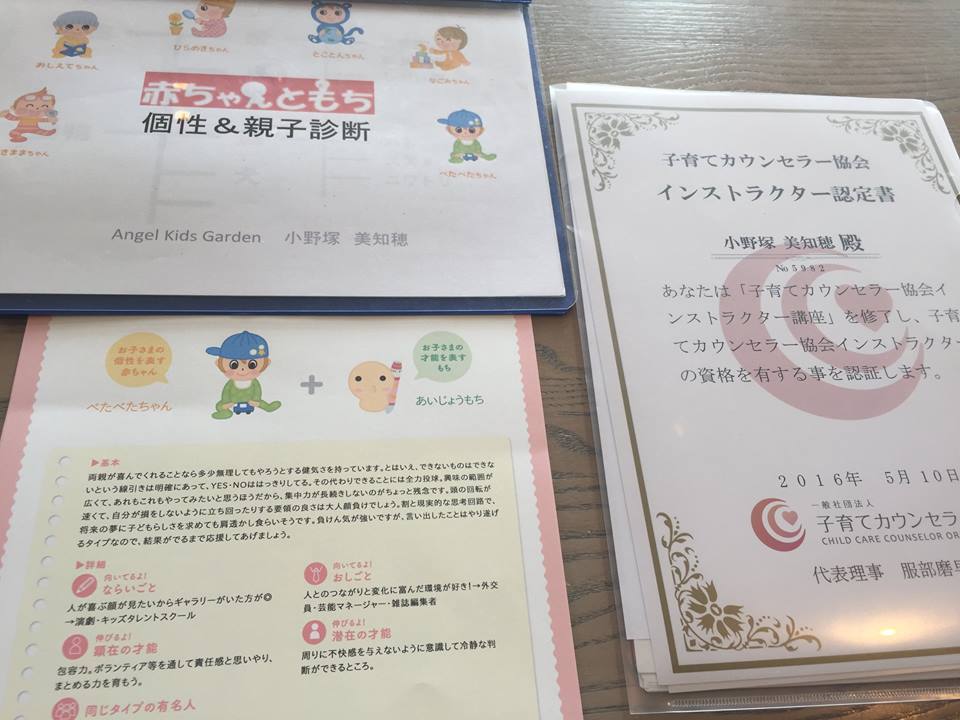 おしえてちゃん
ひらめきちゃん
とことんちゃん
なごみちゃん
きままちゃん
ぺたぺたちゃん
赤ちゃんともち
個性&親子診断
Angel Kids Garden 小野塚 美知穂
子育てカウンセラー協会
インストラクター認定書
小野塚 美知穂 殿
No 5982
あなたは「子育てカウンセラー協会イ
ンストラクター講座」を修了し、子育
てカウンセラー協会インストラクター
の資格を有する事を認証します。
2016年 5月10日
一般社団法人
子育てカウンセラ
CHILD CARE COUNSELOR OR
代表理事 服部磨早
お子さまの
個性を表す
赤ちゃん
ぺたぺたちゃん
+
お子さまの
才能を表す
もち
あいじょうもち
▶基本
両親が喜んでくれることなら多少無理してもやろうとする健気さを持っています。とはいえ、できないものはできな
いという線引きは明確にあって、YES・NOははっきりしてる。その代わりできることには全力投球。興味の範囲が
広くて、あれもこれもやってみたいと思うほうだから、集中力が長続きしないのがちょっと残念です。頭の回転が
速くて、自分が損をしないように立ち回ったりする要領の良さは大人顔負けでしょう。割と現実的な思考回路で、
将来の夢に子どもらしさを求めても肩透かし食らいそうです。負けん気が強いですが、言い出したことはやり遂げ
るタイプなので、結果がでるまで応援してあげましょう。
▶詳細
向いてるよ!
ならいごと
人が喜ぶ顔が見たいからギャラリーがいた方が◎
→演劇・キッズタレントスクール
向いてるよ!
おしごと
人とのつながりと変化に富んだ環境が好き!→外交
員・芸能マネージャー・雑誌編集者
伸びるよ!
顕在の才能
包容力。ボランティア等を通して責任感と思いやり、
まとめる力を育もう。
伸びるよ!
潜在の才能
周りに不快感を与えないように意識して冷静な判
断ができるところ。
同じタイプの有名人